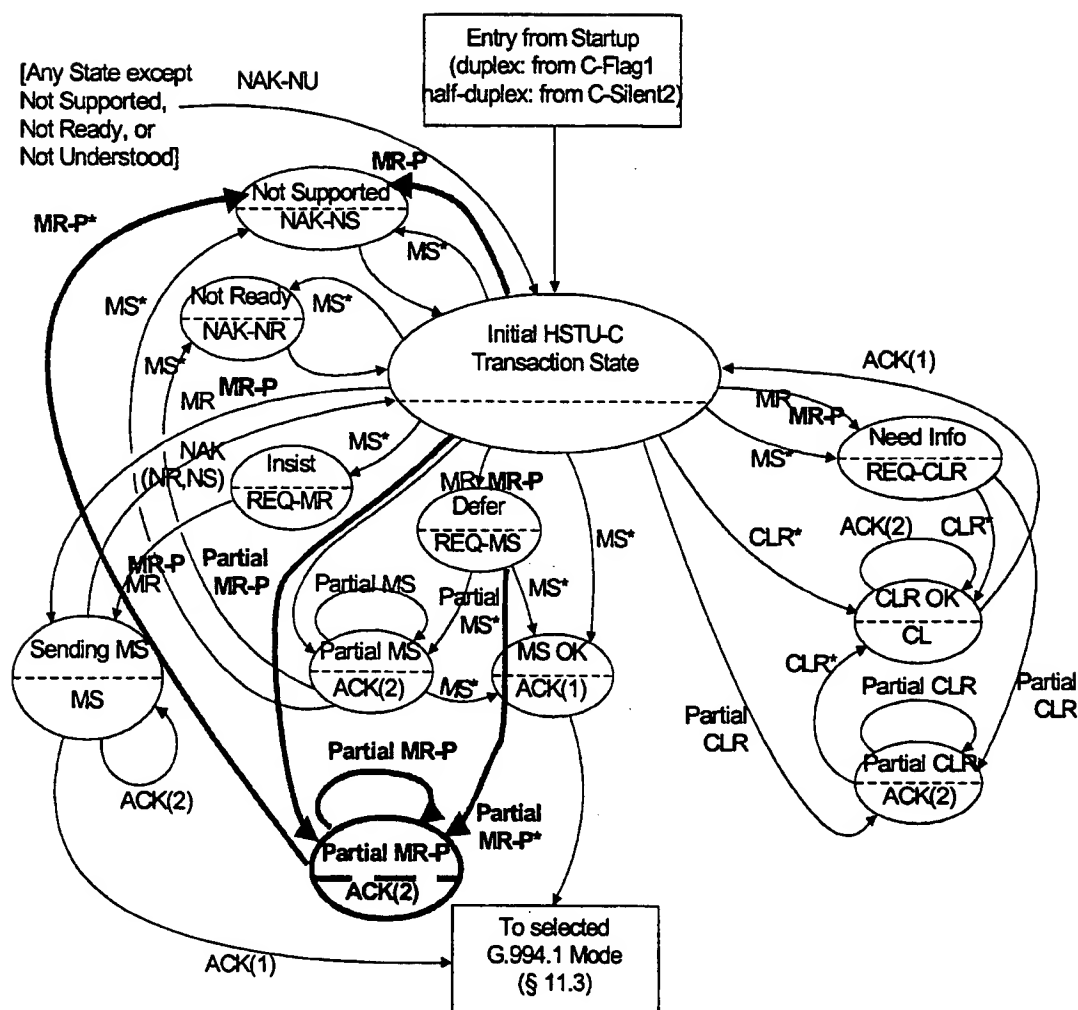 Entry from Startup
(duplex: from C-Flag1
half-duplex: from C-Silent2)
[Any State except
Not Supported,
Not Ready, or
Not Understood]
NAK-NU
MR-P
Not Supported
NAK-NS
MR-P*
MS*
MS*
Not Ready
NAK-NR
MS*
Initial HSTU-C
Transaction State
ACK(1)
MS*
MR
MR-P
MR
MR-P
Need Info
REQ-CLR
MS*
NAK
(NR,NS)
Insist
REQ-MR
MS*
MR
MR-P
Defer
REQ-MS
MS*
CLR*
ACK(2)
CLR*
MR-P
MR
Partial
MR-P
Partial MS
Partial
MS*
MS*
CLR OK
CL
Sending MS
MS
Partial MS
ACK(2)
MS*
MS OK
ACK(1)
CLR*
Partial CLR
Partial
CLR
Partial
CLR
Partial CLR
ACK(2)
ACK(2)
Partial MR-P
Partial
MR-P*
Partial MR-P
ACK(2)
ACK(1)
To selected
G.994.1 Mode
(§ 11.3)